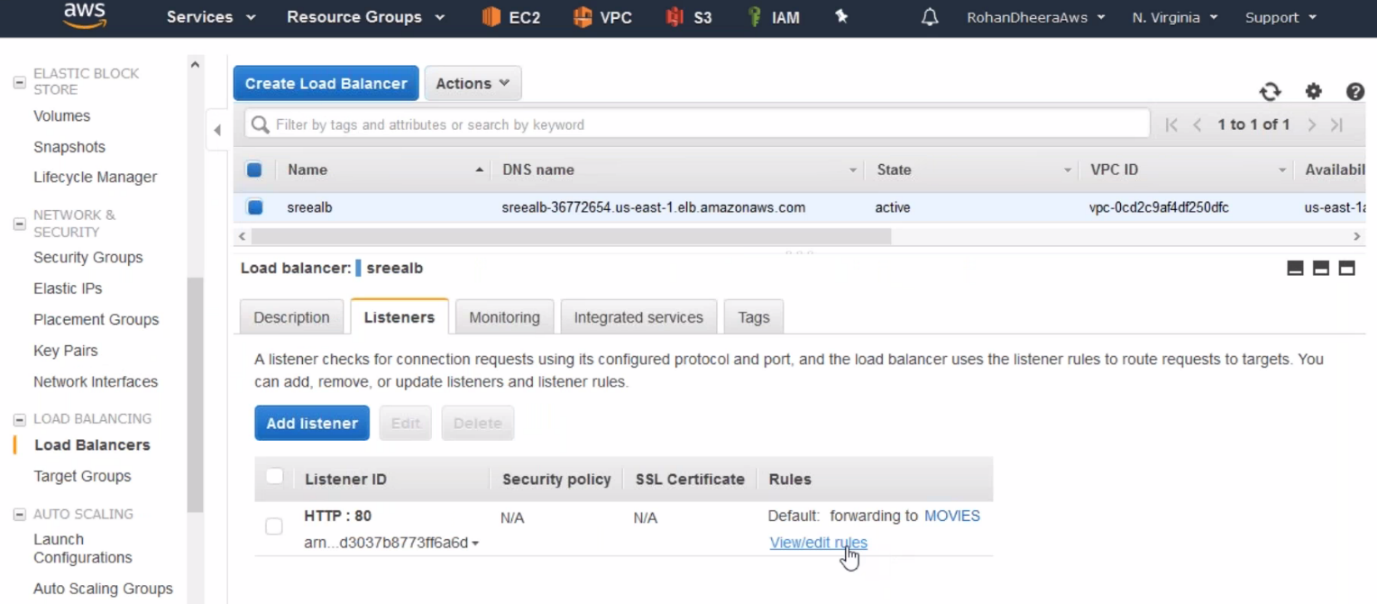 aws Services Resource Groups EC2 VPC S3 IAM RohanDheeraAws N. Virginia Support
ELASTIC BLOCK
STORE
Volumes
Snapshots
Lifecycle Manager
NETWORK &
SECURITY
Security Groups
Elastic IPs
Placement Groups
Key Pairs
Network Interfaces
LOAD BALANCING
Load Balancers
Target Groups
AUTO SCALING
Launch
Configurations
Auto Scaling Groups
Create Load Balancer Actions
Filter by tags and attributes or search by keyword 1 to 1 of 1
Name DNS name State VPC ID Availabil
sreealb sreealb-36772654.us-east-1.elb.amazonaws.com active vpc-0cd2c9af4df250dfc us-east-1a
Load balancer: sreealb
Description Listeners Monitoring Integrated services Tags
A listener checks for connection requests using its configured protocol and port, and the load balancer uses the listener rules to route requests to targets. You
can add, remove, or update listeners and listener rules.
Add listener Edit Delete
Listener ID Security policy SSL Certificate Rules
HTTP : 80 N/A N/A Default: forwarding to MOVIES
arn...d3037b8773ff6a6d View/edit rules